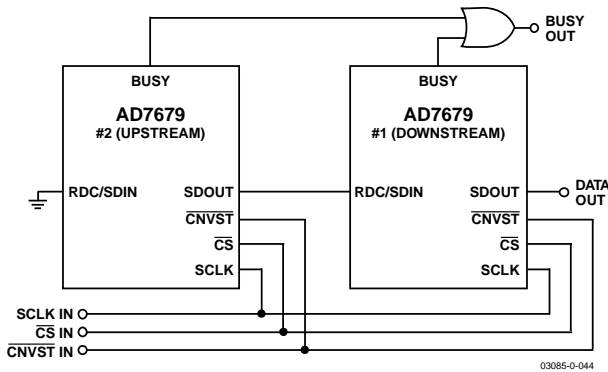 BUSY
OUT
BUSY
AD7679
#2 (UPSTREAM)
BUSY
AD7679
#1 (DOWNSTREAM)
RDC/SDIN
SDOUT
CNVST
CS
SCLK
RDC/SDIN
SDOUT
CNVST
CS
SCLK
DATA
OUT
SCLK IN
CS IN
CNVST IN
03085-0-044